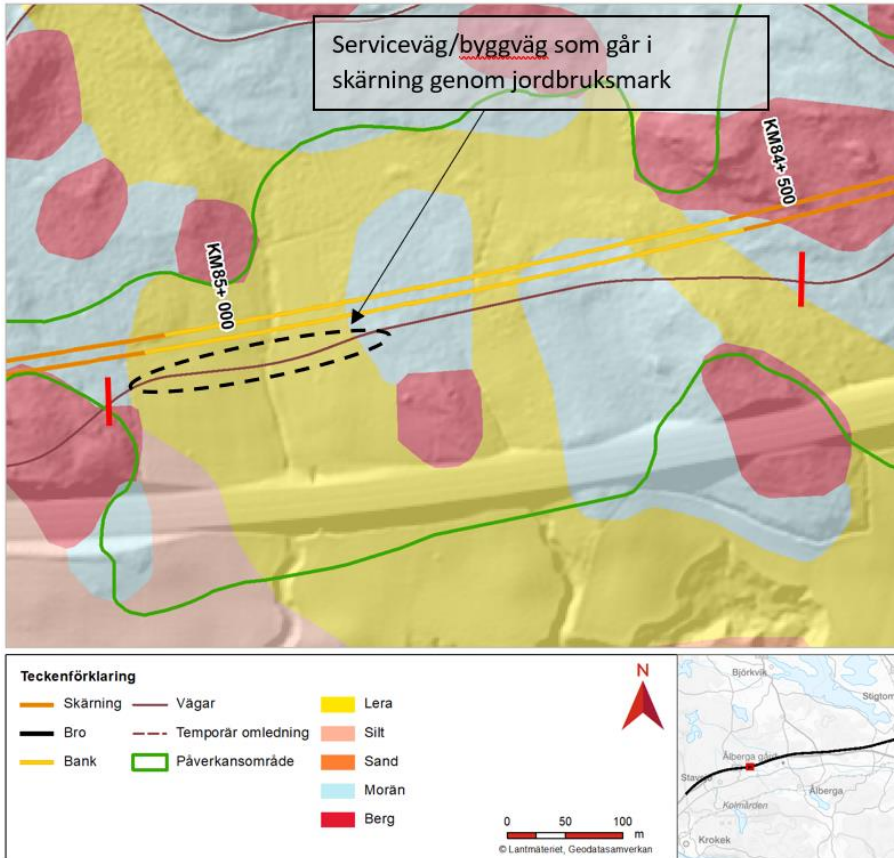 Serviceväg/byggväg som går i
skärning genom jordbruksmark
KM84+ 500
KM85+ 000
Teckenförklaring
Skärning
Bro
Bank
Vägar
Temporär omledning
Påverkansområde
Lera
Silt
Sand
Morän
Berg
N
0 50 100
m
© Lantmäteriet, Geodatasamverkan
Björkvik
Stigtom
Ålberga gård
Stavsjö
Ålberga
Kolmården
Krokek